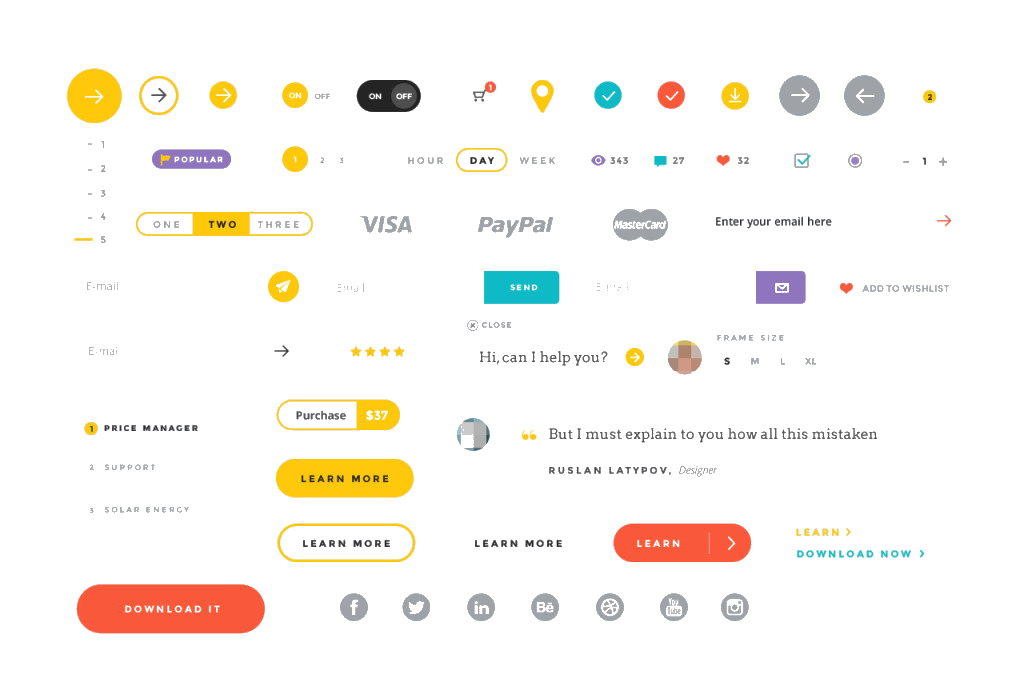 ON OFF
ON OFF
1
2
1
2
3
4
5
POPULAR
1 2 3
HOUR DAY WEEK
343
27
32
- 1 +
ONE TWO THREE
VISA
PayPal
MasterCard
Enter your email here
E-mail
Email
SEND
ADD TO WISHLIST
CLOSE
E-mail
Hi, can I help you?
FRAME SIZE
S M L XL
1 PRICE MANAGER
2 SUPPORT
3 SOLAR ENERGY
Purchase $37
LEARN MORE
“ But I must explain to you how all this mistaken
RUSLAN LATYPOV, Designer
LEARN MORE
LEARN MORE
LEARN
LEARN >
DOWNLOAD NOW >
DOWNLOAD IT
f
in
Bē
You
Tube